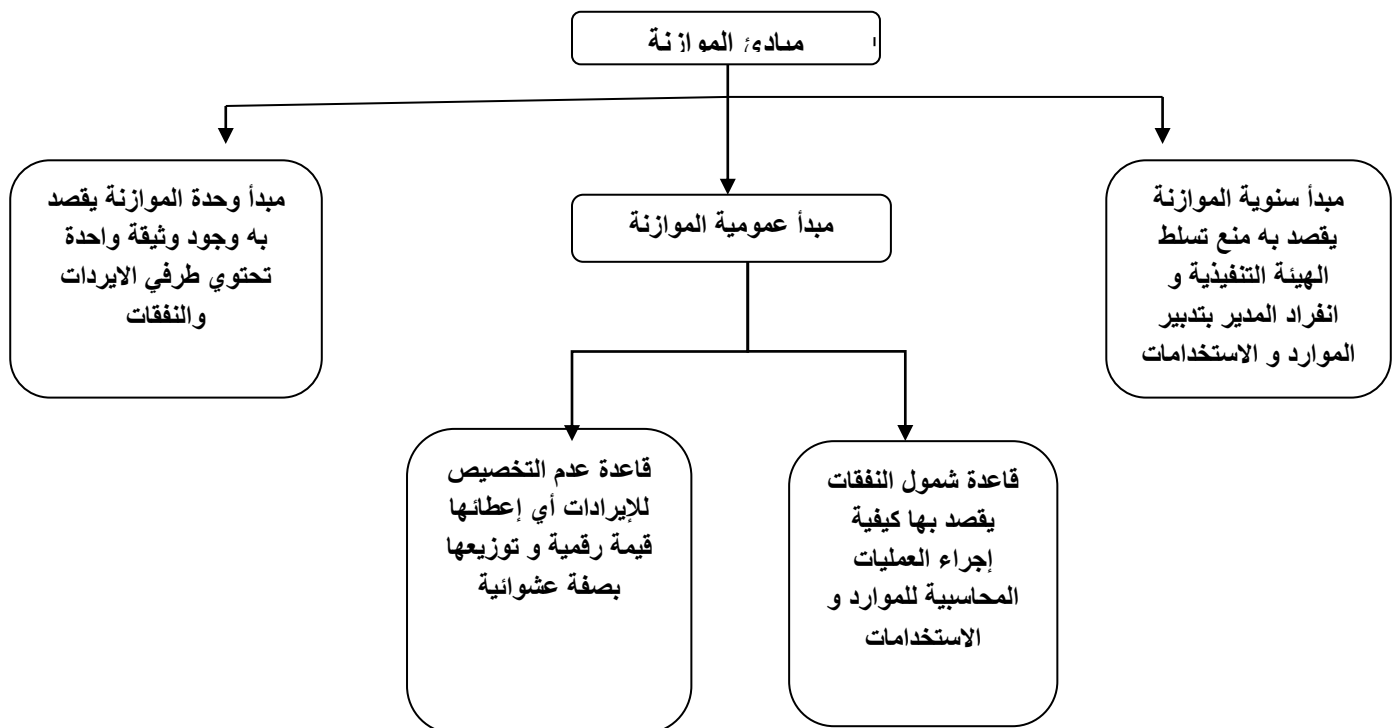 مبادئ الموازنة
مبدأ سنوية الموازنة
يقصد به منع تسلط
الهيئة التنفيذية و
انفراد المدير بتدبير
الموارد و الاستخدامات
مبدأ عمومية الموازنة
مبدأ وحدة الموازنة يقصد
به وجود وثيقة واحدة
تحتوي طرفي الايردات
والنفقات
قاعدة شمول النفقات
يقصد بها كيفية
إجراء العمليات
المحاسبية للموارد و
الاستخدامات
قاعدة عدم التخصيص
للإيرادات أي إعطائها
قيمة رقمية و توزيعها
بصفة عشوائية